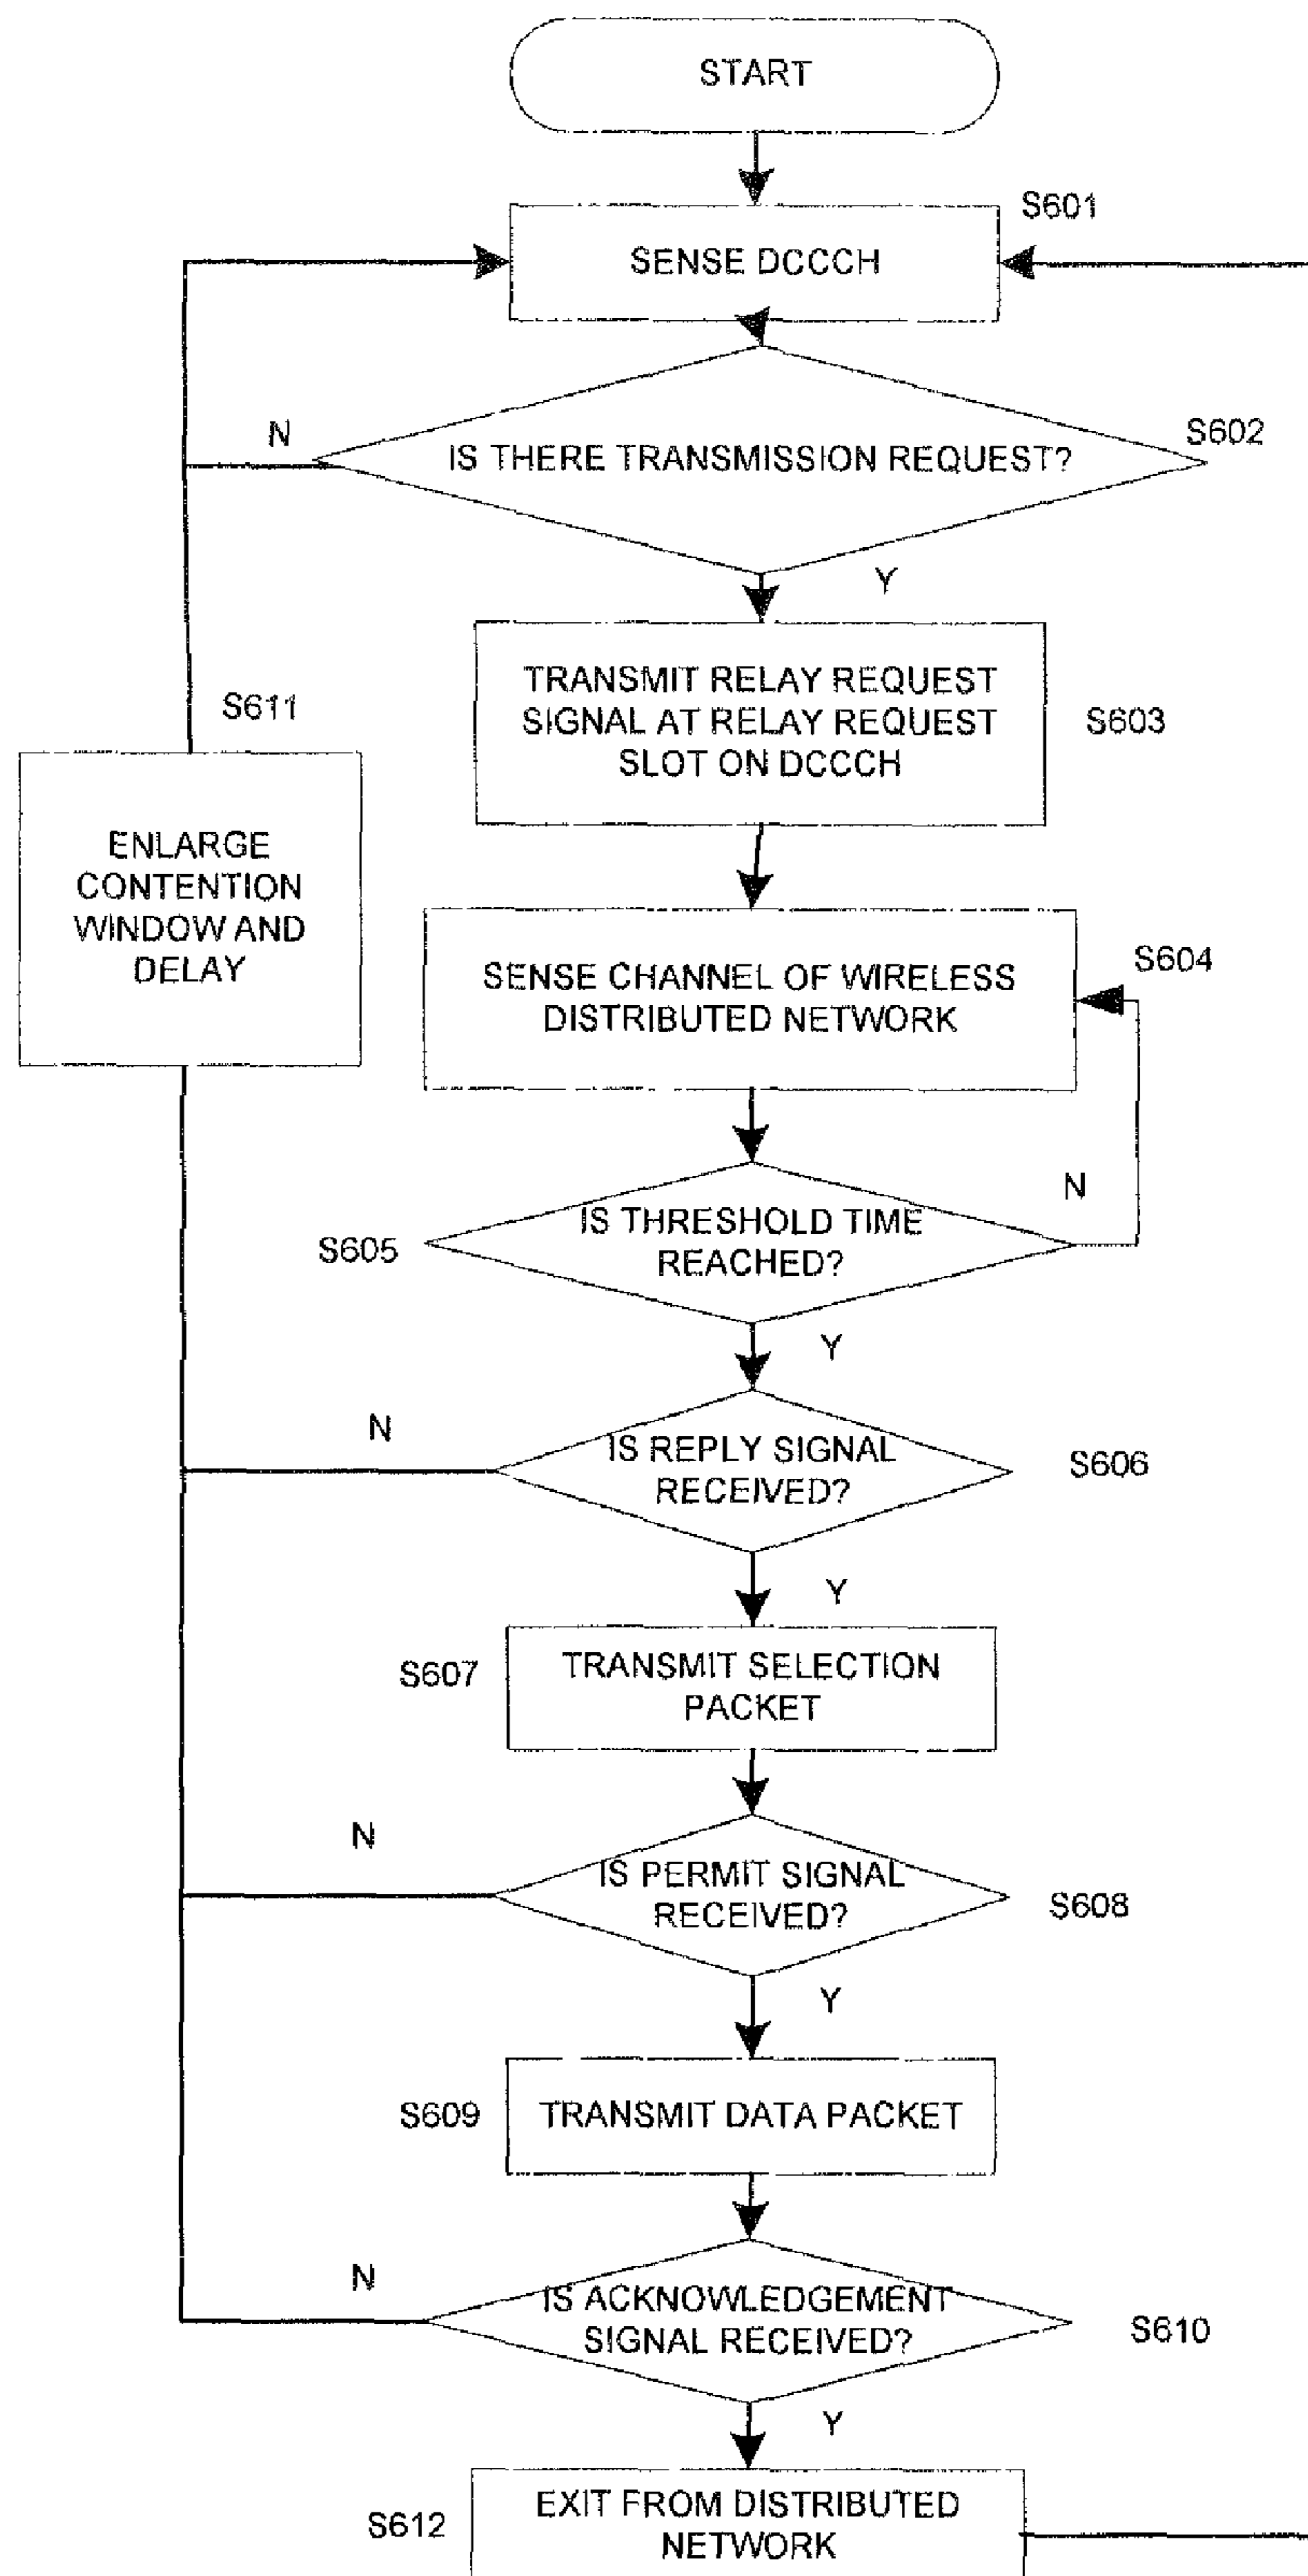 START
S601
SENSE DCCCH
N
IS THERE TRANSMISSION REQUEST?
S602
Y
TRANSMIT RELAY REQUEST
SIGNAL AT RELAY REQUEST
SLOT ON DCCCH
S603
S611
ENLARGE
CONTENTION
WINDOW AND
DELAY
SENSE CHANNEL OF WIRELESS
DISTRIBUTED NETWORK
S604
S605
IS THRESHOLD TIME
REACHED?
N
Y
N
IS REPLY SIGNAL
RECEIVED?
S606
Y
S607
TRANSMIT SELECTION
PACKET
N
IS PERMIT SIGNAL
RECEIVED?
S608
Y
S609
TRANSMIT DATA PACKET
N
IS ACKNOWLEDGEMENT
SIGNAL RECEIVED?
S610
Y
S612
EXIT FROM DISTRIBUTED
NETWORK